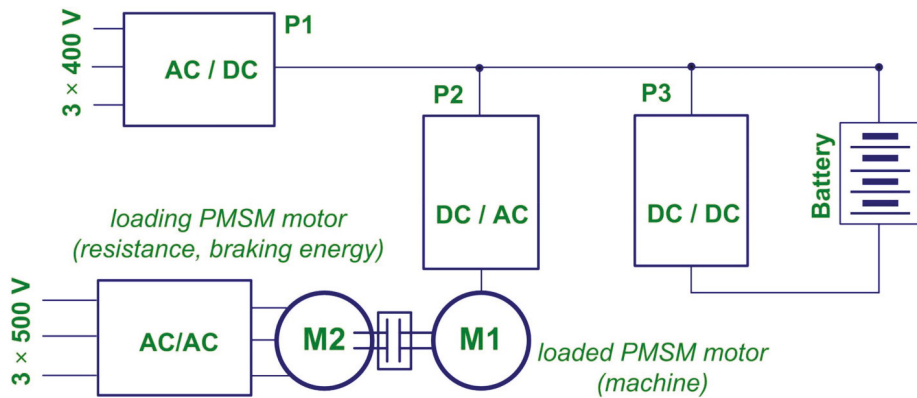 P1
3 × 400 V
AC / DC
P2
P3
Battery
DC / AC
DC / DC
loading PMSM motor
(resistance, braking energy)
3 × 500 V
AC/AC
M2
M1
loaded PMSM motor
(machine)